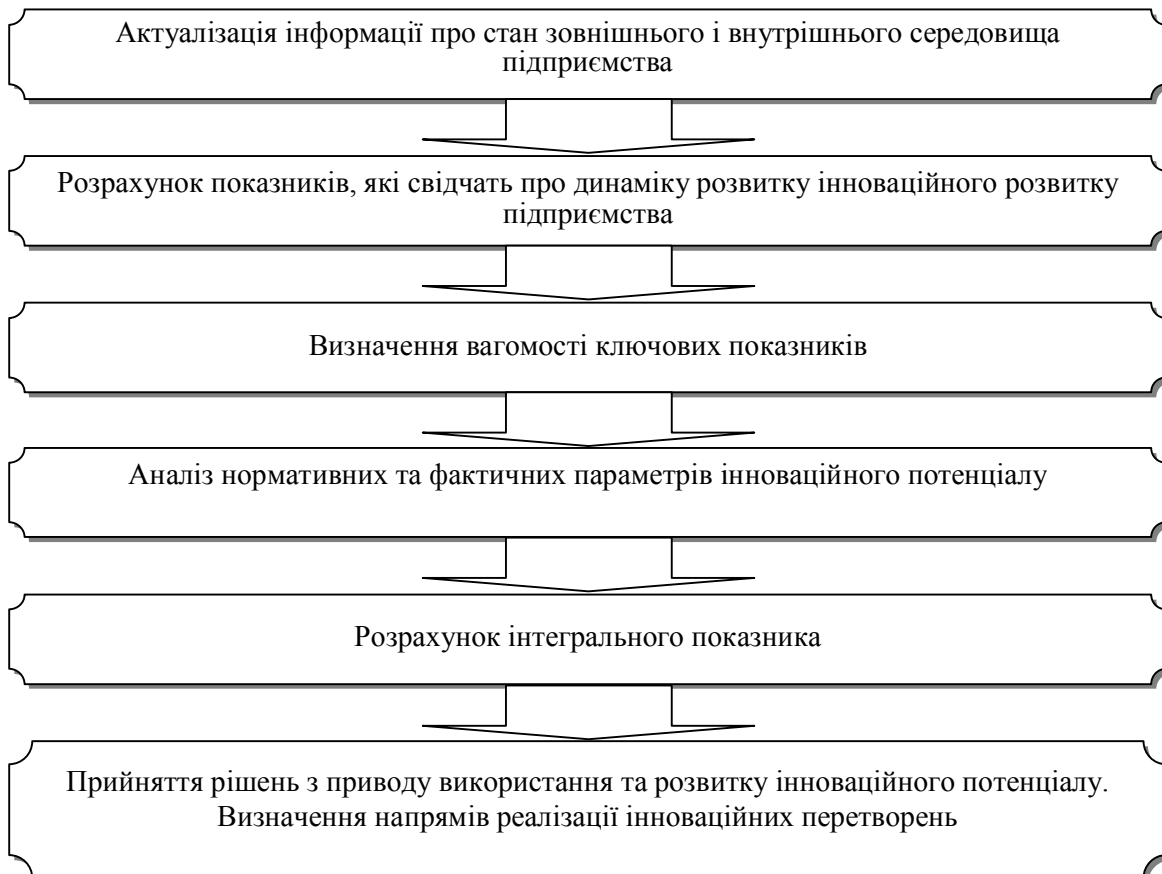 Актуалізація інформації про стан зовнішнього і внутрішнього середовища
підприємства
Розрахунок показників, які свідчать про динаміку розвитку інноваційного розвитку
підприємства
Визначення вагомості ключових показників
Аналіз нормативних та фактичних параметрів інноваційного потенціалу
Розрахунок інтегрального показника
Прийняття рішень з приводу використання та розвитку інноваційного потенціалу.
Визначення напрямів реалізації інноваційних перетворень